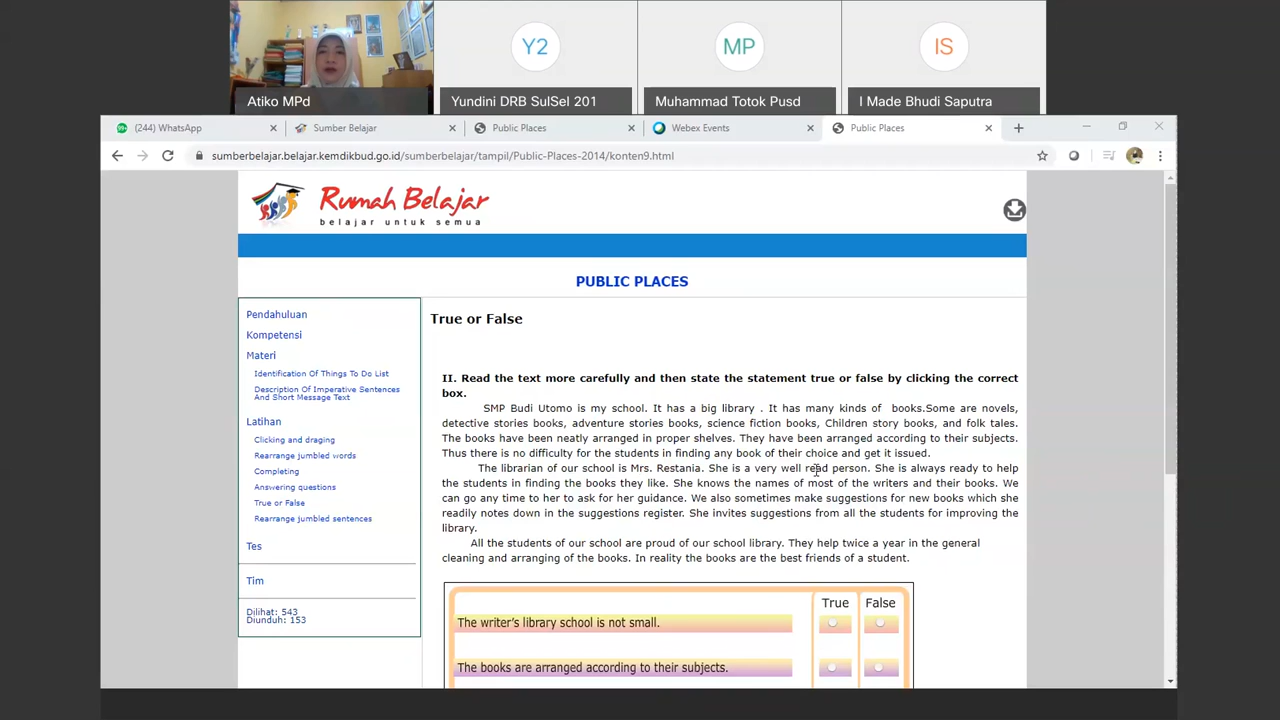 Y2
MP
IS
Atiko MPd
Yundini DRB SulSel 201
Muhammad Totok Pusd
I Made Bhudi Saputra
99+
(244) WhatsApp
Sumber Belajar
Public Places
Webex Events
Public Places
sumberbelajar.belajar.kemdikbud.go.id/sumberbelajar/tampil/Public-Places-2014/konten9.html
Rumah Belajar
belajar untuk semua
PUBLIC PLACES
Pendahuluan
Kompetensi
Materi
Identification Of Things To Do List
Description Of Imperative Sentences
And Short Message Text
Latihan
Clicking and draging
Rearrange jumbled words
Completing
Answering questions
True or False
Rearrange jumbled sentences
Tes
Tim
Dilihat: 543
Diunduh: 153
True or False
II. Read the text more carefully and then state the statement true or false by clicking the correct
box.
SMP Budi Utomo is my school. It has a big library . It has many kinds of books.Some are novels,
detective stories books, adventure stories books, science fiction books, Children story books, and folk tales.
The books have been neatly arranged in proper shelves. They have been arranged according to their subjects.
Thus there is no difficulty for the students in finding any book of their choice and get it issued.
The librarian of our school is Mrs. Restania. She is a very well read person. She is always ready to help
the students in finding the books they like. She knows the names of most of the writers and their books. We
can go any time to her to ask for her guidance. We also sometimes make suggestions for new books which she
readily notes down in the suggestions register. She invites suggestions from all the students for improving the
library.
All the students of our school are proud of our school library. They help twice a year in the general
cleaning and arranging of the books. In reality the books are the best friends of a student.
True False
The writer's library school is not small.
The books are arranged according to their subjects.